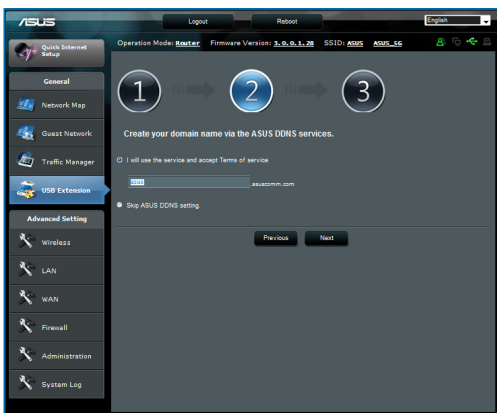 ASUS
Logout
Reboot
English
Quick Internet Setup
Operation Mode: Router Firmware Version: 3.0.0.1.28 SSID: ASUS ASUS_5G
General
Network Map
Guest Network
Traffic Manager
USB Extension
Advanced Setting
Wireless
LAN
WAN
Firewall
Administration
System Log
1
2
3
Create your domain name via the ASUS DDNS services.
I will use the service and accept Terms of service
ASUS .asuscomm.com
Skip ASUS DDNS setting.
Previous
Next